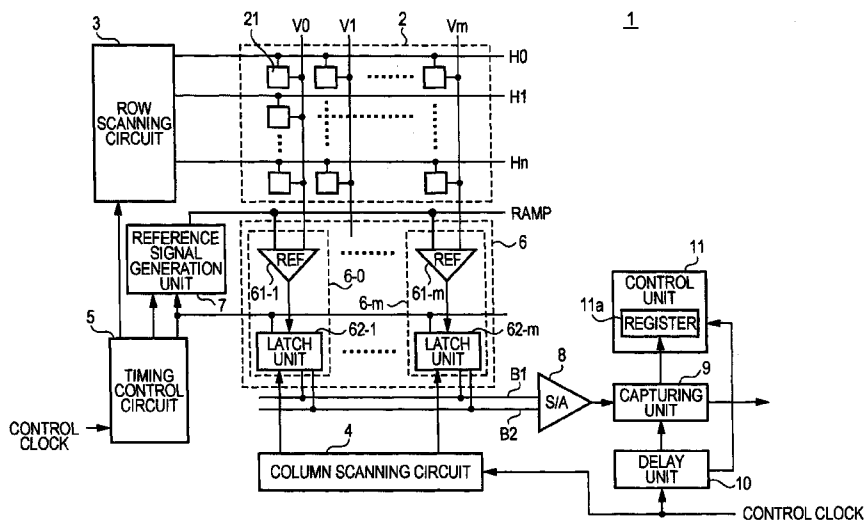 1
3
21
V0
V1
2
Vm
H0
H1
Hn
ROW
SCANNING
CIRCUIT
RAMP
REFERENCE
SIGNAL
GENERATION
UNIT
7
REF
61-1
6-0
REF
61-m
6
6-m
5
TIMING
CONTROL
CIRCUIT
CONTROL
CLOCK
62-1
LATCH
UNIT
62-m
LATCH
UNIT
B1
B2
8
S/A
11
CONTROL
UNIT
11a
REGISTER
9
CAPTURING
UNIT
DELAY
UNIT
10
4
COLUMN SCANNING CIRCUIT
CONTROL CLOCK